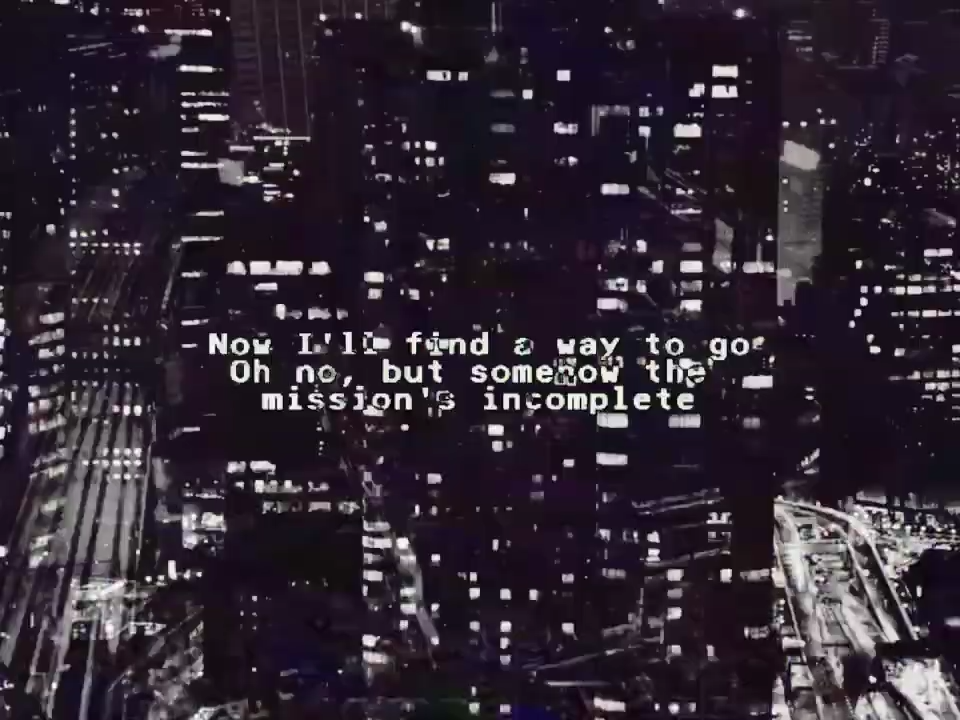 Now I'll find a way to go
Oh no, but somehow the
mission's incomplete